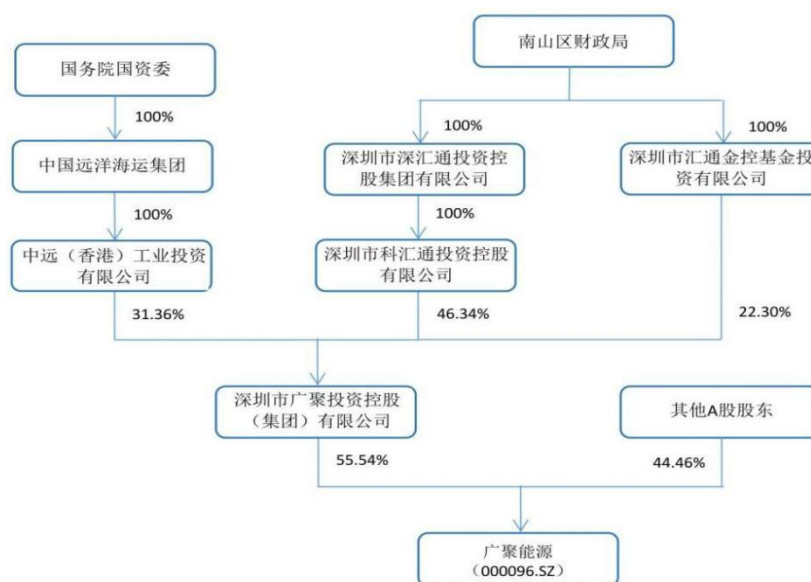 南山区财政局
国务院国资委
100%
100%
100%
中国远洋海运集团
深圳市深汇通投资控
股集团有限公司
深圳市汇通金控基金投
资有限公司
100%
100%
中远（香港）工业投资
有限公司
深圳市科汇通投资控股
有限公司
31.36%
46.34%
22.30%
深圳市广聚投资控股
（集团）有限公司
其他A股股东
55.54%
44.46%
广聚能源
（000096.SZ）